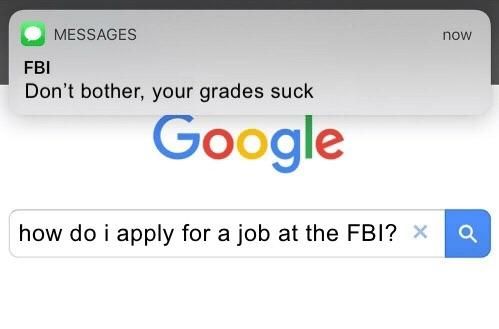 MESSAGES now
FBI
Don't bother, your grades suck
Google
how do i apply for a job at the FBI? ×